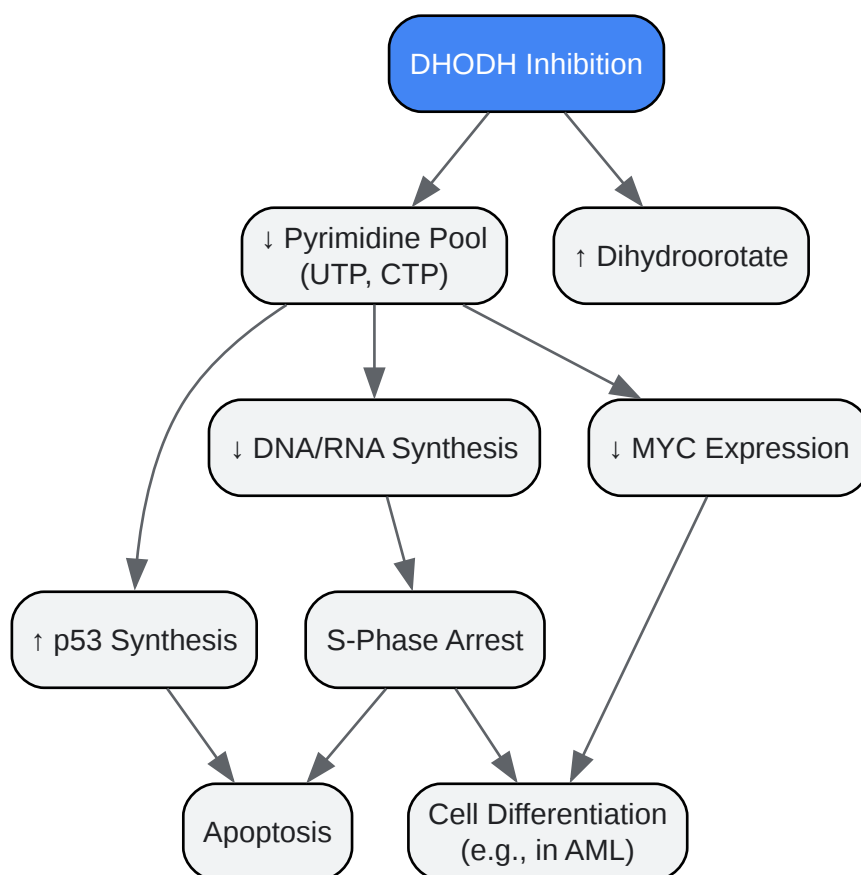 DHODH Inhibition
↓ Pyrimidine Pool
(UTP, CTP)
↑ Dihydroorotate
↓ DNA/RNA Synthesis
↓ MYC Expression
↑ p53 Synthesis
S-Phase Arrest
Apoptosis
Cell Differentiation
(e.g., in AML)